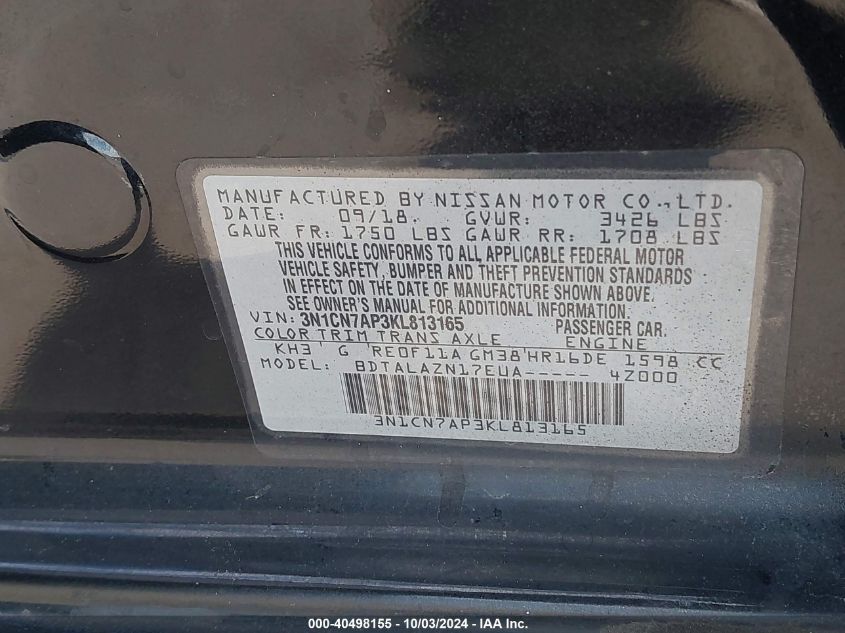 MANUFACTURED BY NISSAN MOTOR CO., LTD.
DATE: 09/18. GVWR: 3426 LBS
GAWR FR: 1750 LBS GAWR RR: 1708 LBS
THIS VEHICLE CONFORMS TO ALL APPLICABLE FEDERAL MOTOR
VEHICLE SAFETY, BUMPER AND THEFT PREVENTION STANDARDS
IN EFFECT ON THE DATE OF MANUFACTURE SHOWN ABOVE.
SEE OWNER'S MANUAL FOR ADDITIONAL INFORMATION.
VIN: 3N1CN7AP3KL813165 PASSENGER CAR.
COLOR TRIM TRANS AXLE ENGINE
KH3 G RE0F11A GM38 HR16DE 1598 CC
MODEL: BDTALAZN17EUA----- 4Z000
3N1CN7AP3KL813165
000-40498155 - 10/03/2024 - IAA Inc.